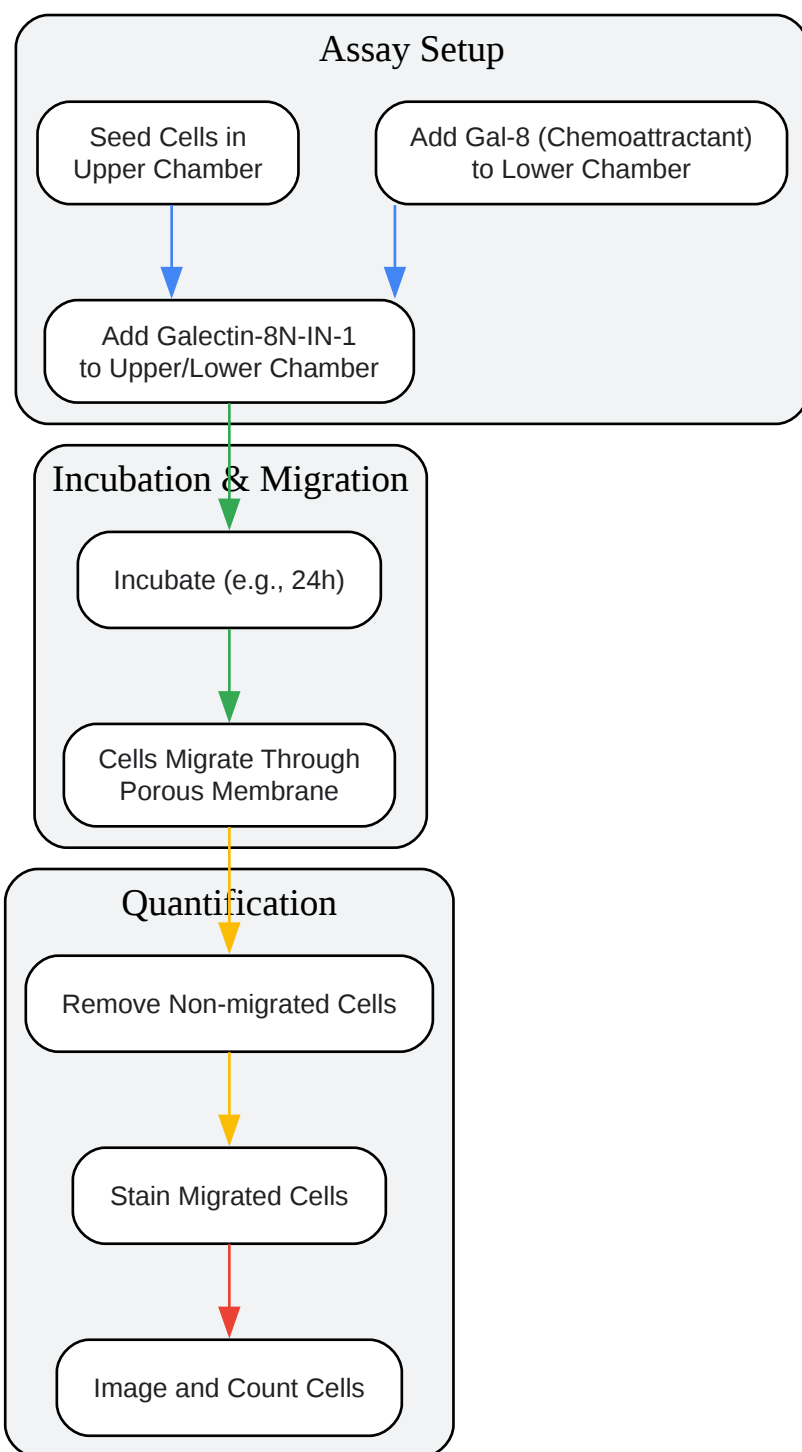 Assay Setup
Seed Cells in
Upper Chamber
Add Gal-8 (Chemoattractant)
to Lower Chamber
Add Galectin-8N-IN-1
to Upper/Lower Chamber
Incubation & Migration
Incubate (e.g., 24h)
Cells Migrate Through
Porous Membrane
Quantification
Remove Non-migrated Cells
Stain Migrated Cells
Image and Count Cells